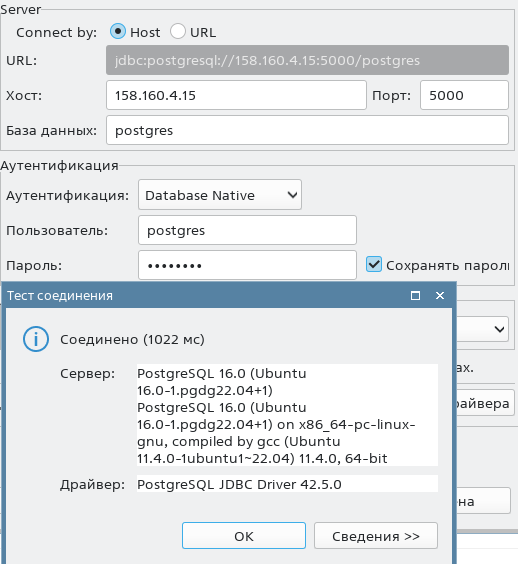 Server
Connect by: Host URL
URL: jdbc:postgresql://158.160.4.15:5000/postgres
Хост: 158.160.4.15 Порт: 5000
База данных: postgres
Аутентификация
Аутентификация: Database Native
Пользователь: postgres
Пароль: •••••••• Сохранять
Тест соединения
Соединено (1022 мс)
ах.
Сервер: PostgreSQL 16.0 (Ubuntu
16.0-1.pgdg22.04+1)
PostgreSQL 16.0 (Ubuntu
16.0-1.pgdg22.04+1) on x86_64-pc-linux-
gnu, compiled by gcc (Ubuntu
11.4.0-1ubuntu1~22.04) 11.4.0, 64-bit
райвера
Драйвер: PostgreSQL JDBC Driver 42.5.0
на
OK Сведения >>